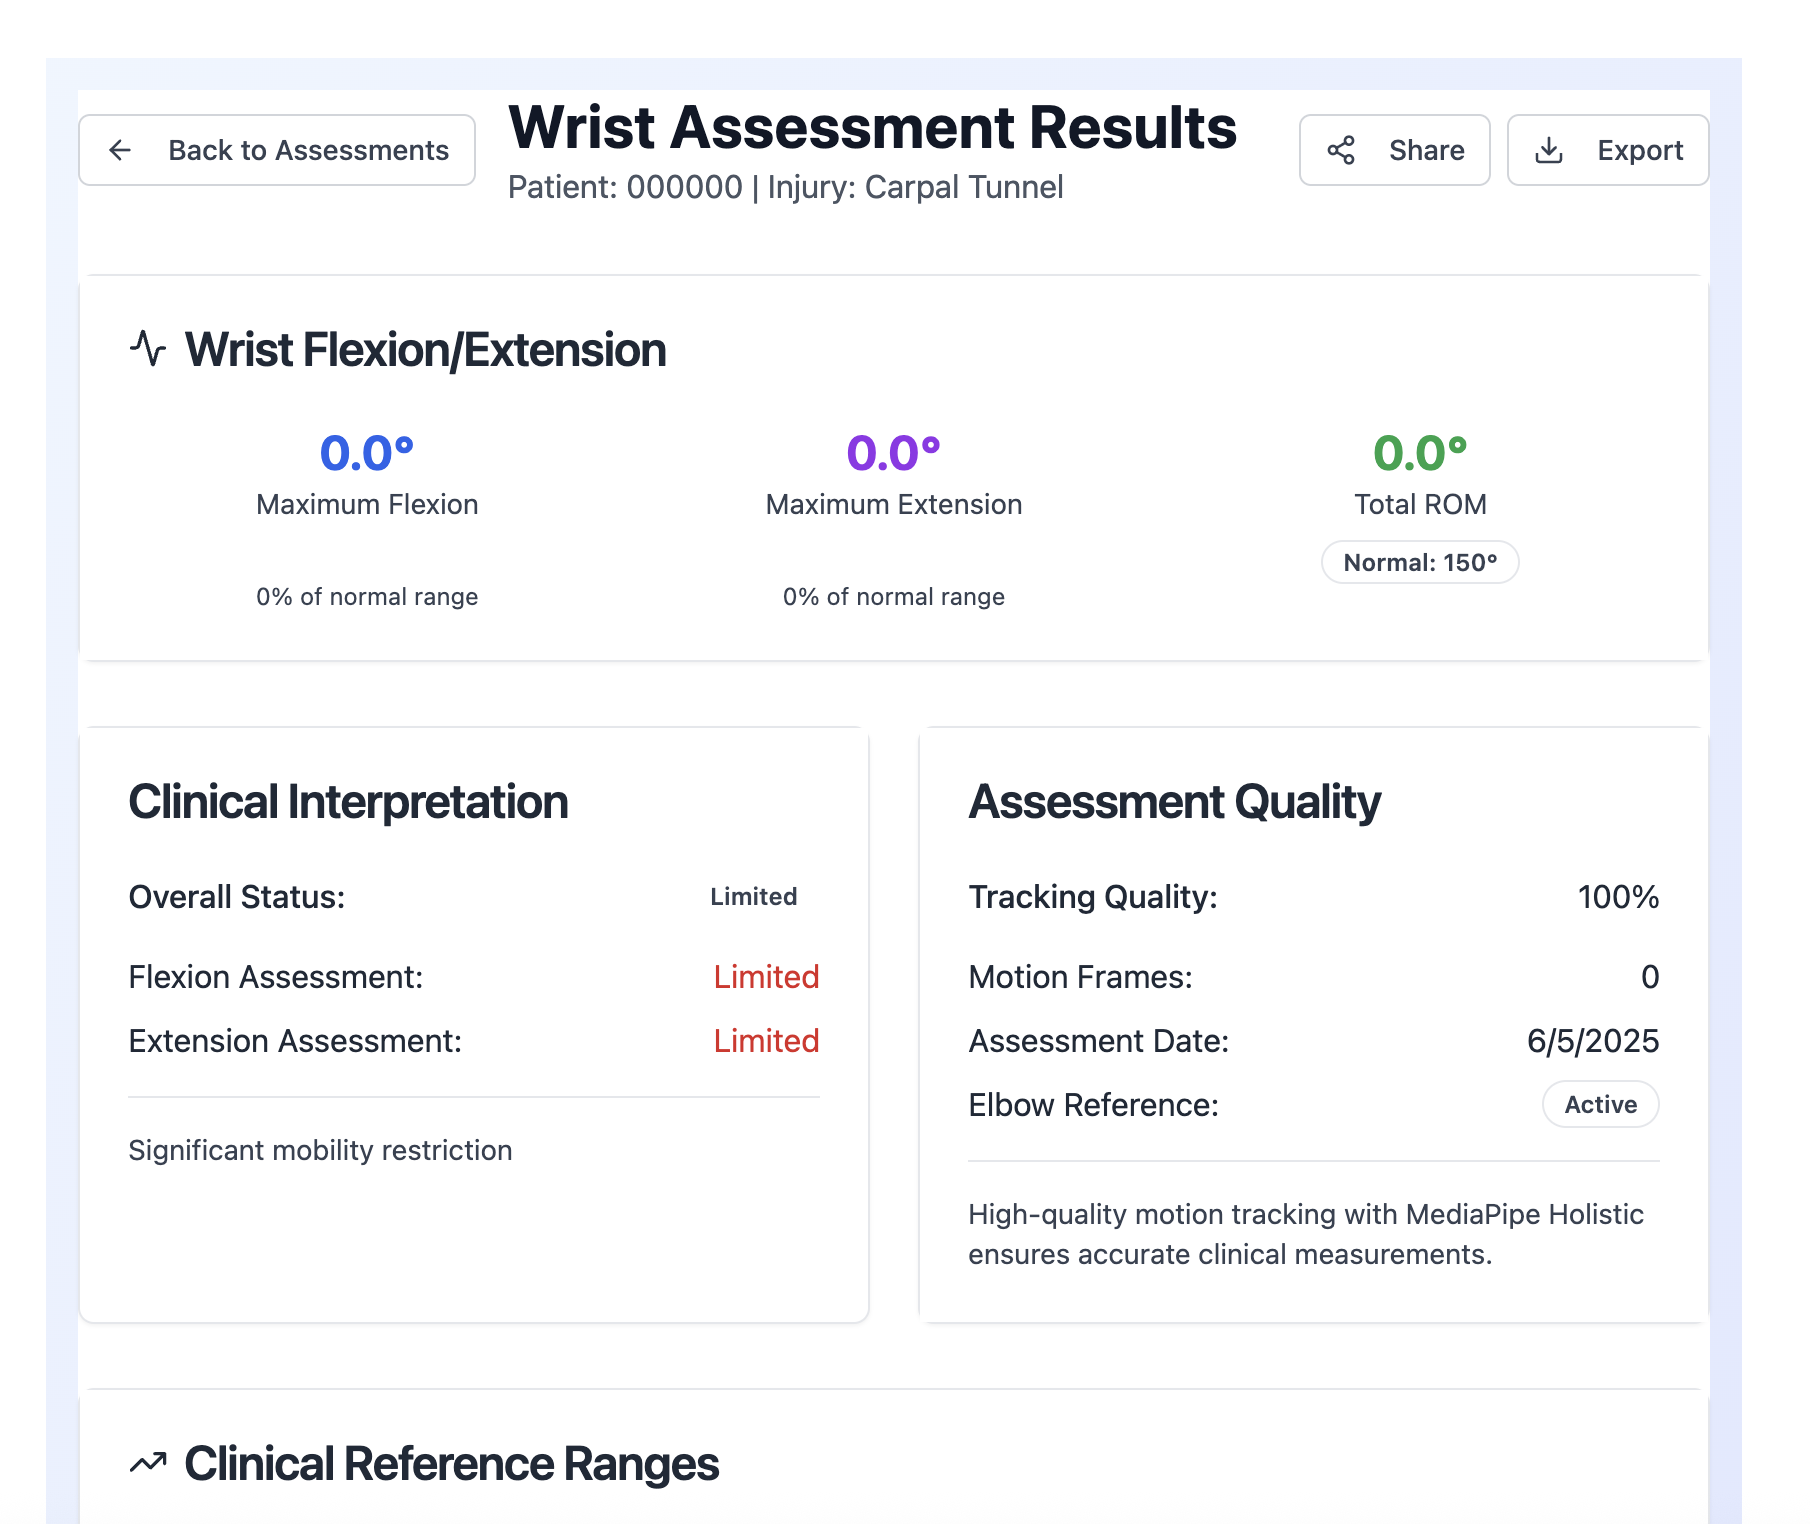 Back to Assessments
Wrist Assessment Results
Patient: 000000 | Injury: Carpal Tunnel
Share
Export
Wrist Flexion/Extension
0.0°
Maximum Flexion
0% of normal range
0.0°
Maximum Extension
0% of normal range
0.0°
Total ROM
Normal: 150°
Clinical Interpretation
Overall Status: Limited
Flexion Assessment: Limited
Extension Assessment: Limited
Significant mobility restriction
Assessment Quality
Tracking Quality: 100%
Motion Frames: 0
Assessment Date: 6/5/2025
Elbow Reference: Active
High-quality motion tracking with MediaPipe Holistic
ensures accurate clinical measurements.
Clinical Reference Ranges